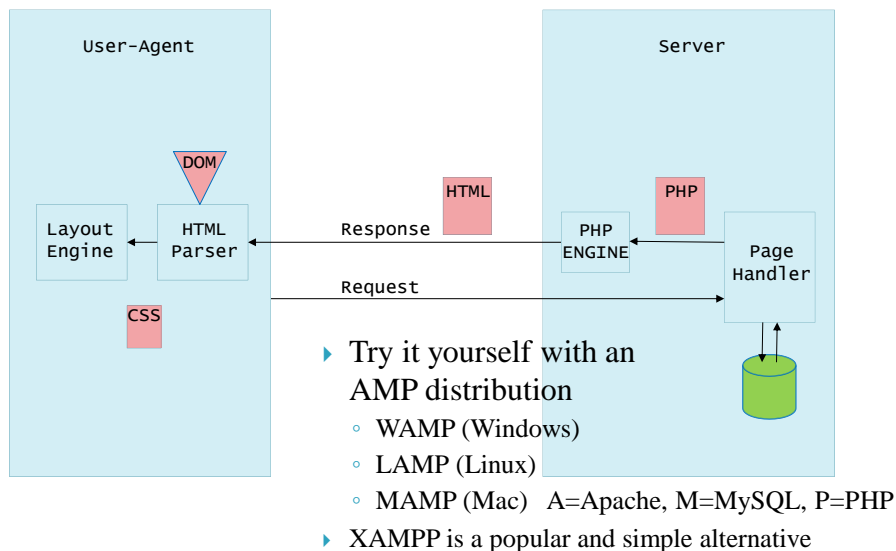 User-Agent
Server
DOM
HTML
PHP
Layout
Engine
HTML
Parser
Response
PHP
ENGINE
Page
Handler
Request
CSS
Try it yourself with an
AMP distribution
WAMP (Windows)
LAMP (Linux)
MAMP (Mac) A=Apache, M=MySQL, P=PHP
XAMPP is a popular and simple alternative